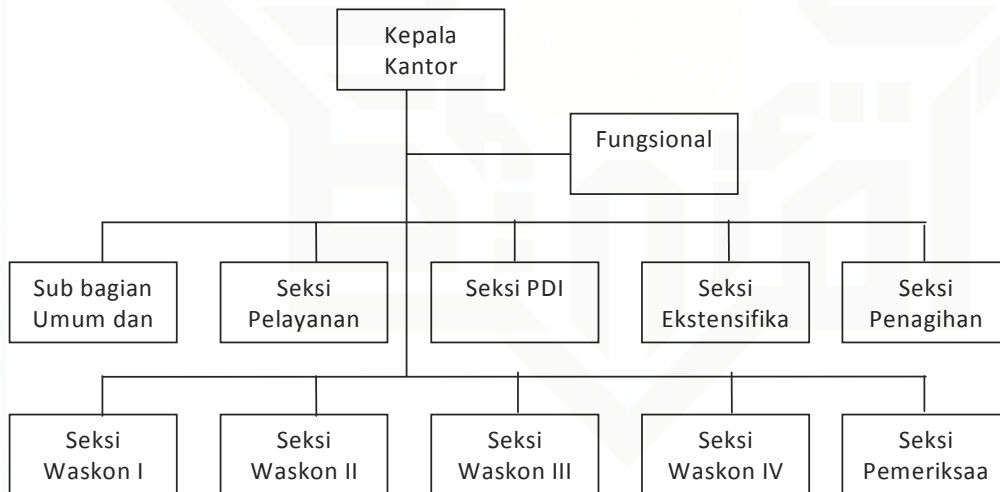 Kepala
Kantor
Fungsional
Sub bagian
Umum dan
Seksi
Pelayanan
Seksi PDI
Seksi
Ekstensifika
Seksi
Penagihan
Seksi
Waskon I
Seksi
Waskon II
Seksi
Waskon III
Seksi
Waskon IV
Seksi
Pemeriksaa